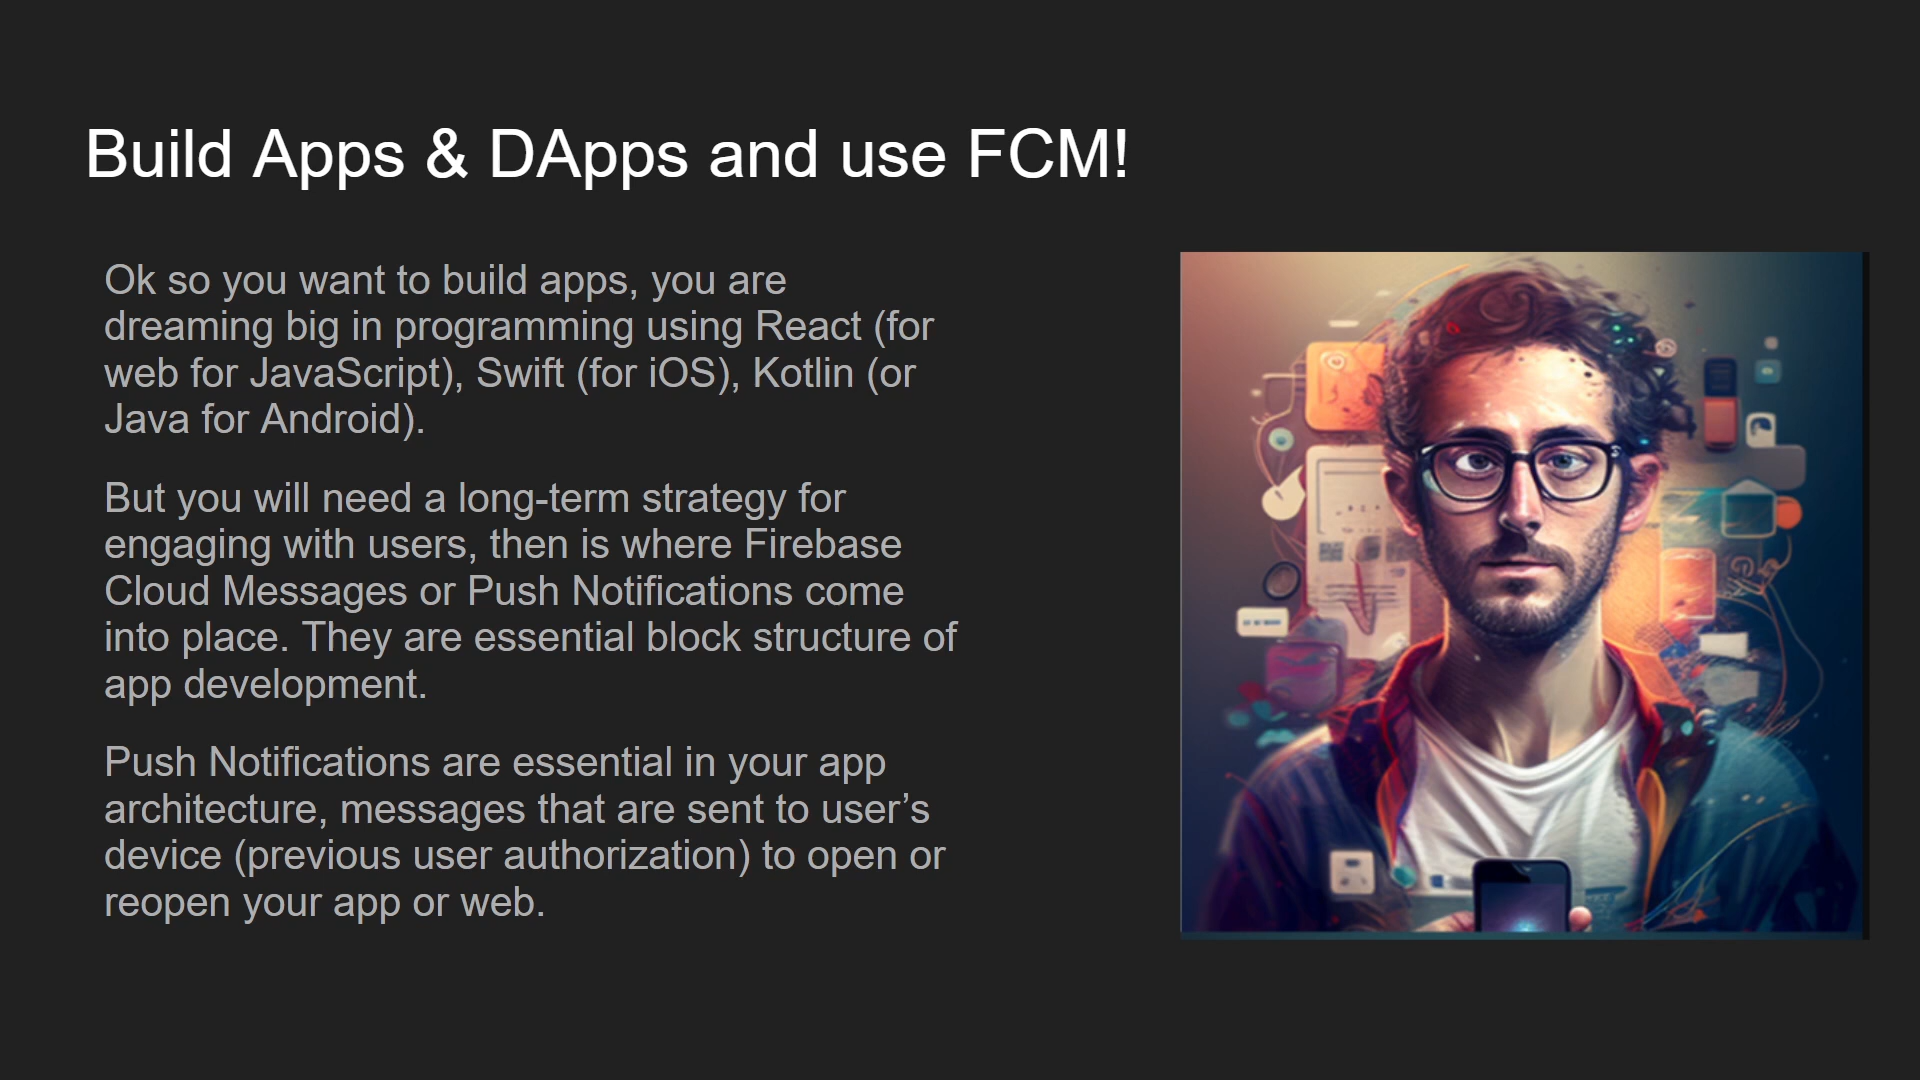 Build Apps & DApps and use FCM!
Ok so you want to build apps, you are
dreaming big in programming using React (for
web for JavaScript), Swift (for iOS), Kotlin (or
Java for Android).
But you will need a long-term strategy for
engaging with users, then is where Firebase
Cloud Messages or Push Notifications come
into place. They are essential block structure of
app development.
Push Notifications are essential in your app
architecture, messages that are sent to user’s
device (previous user authorization) to open or
reopen your app or web.